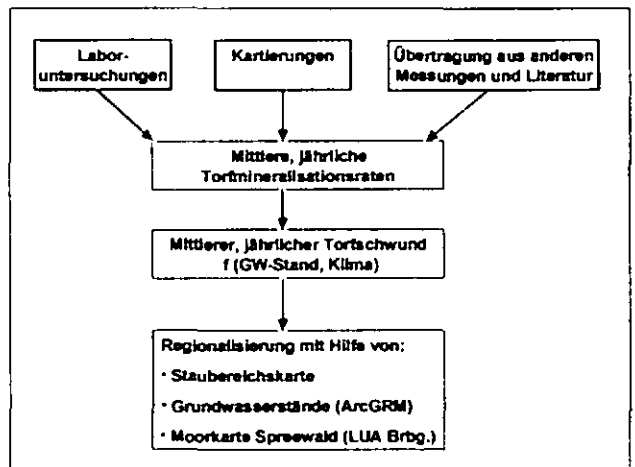 Labor-
untersuchungen
Kartierungen
Übertragung aus anderen
Messungen und Literatur
Mittlere, jährliche
Torfmineralisationsraten
Mittlerer, jährlicher Torfschwund
f (GW-Stand, Klima)
Regionalisierung mit Hilfe von:
· Staubereichskarte
· Grundwasserstände (ArcGRM)
· Moorkarte Spreewald (LUA Brbg.)